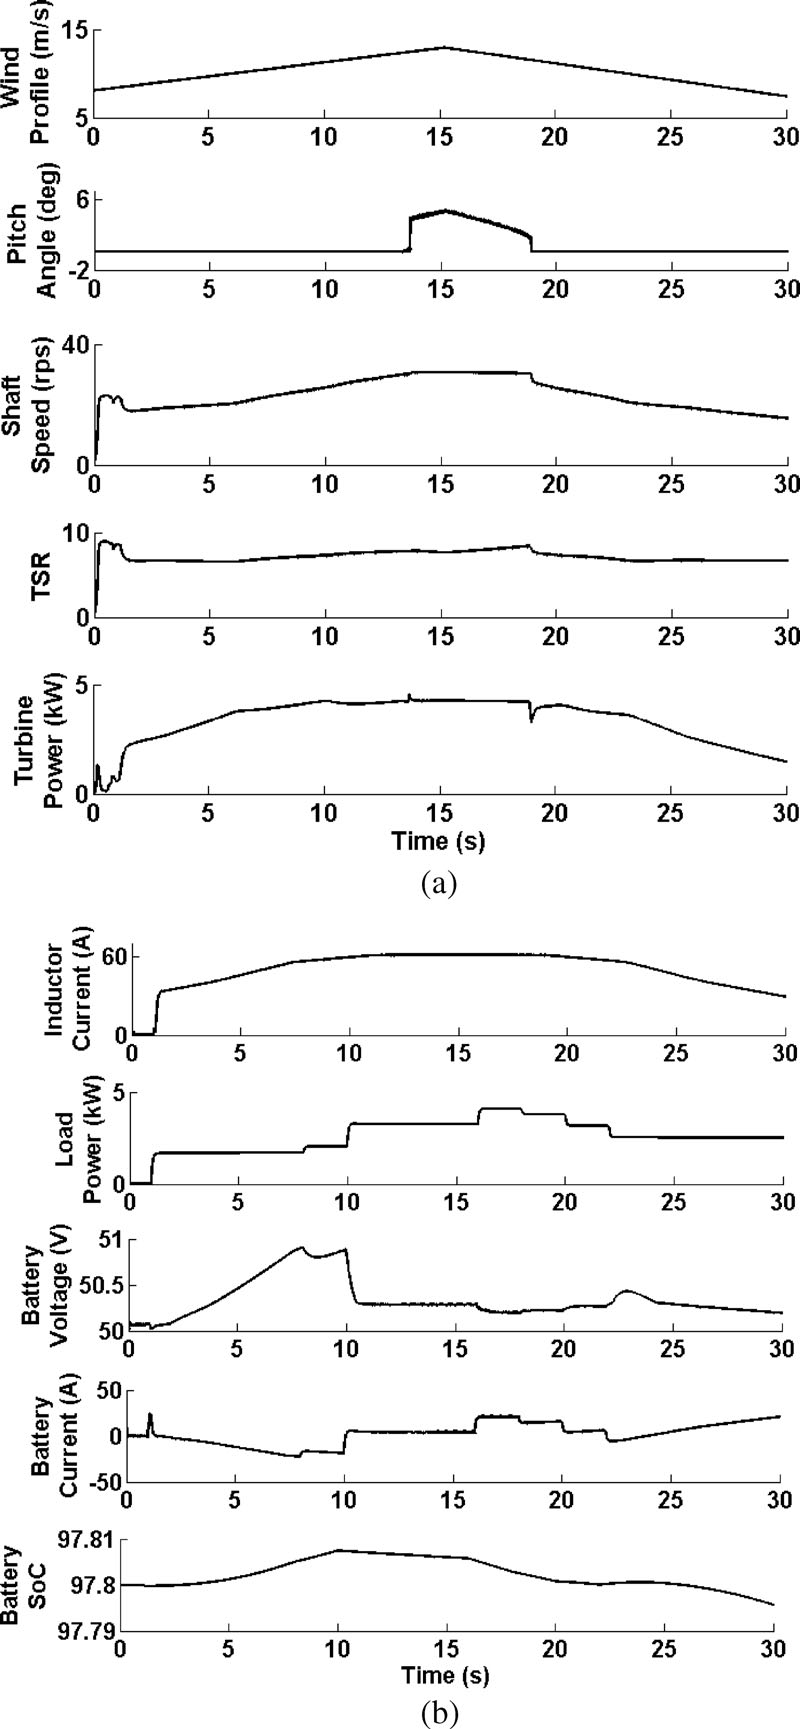 Wind
Profile (m/s)
15
5
0 5 10 15 20 25 30
Pitch
Angle (deg)
6
-2
0 5 10 15 20 25 30
Shaft
Speed (rps)
40
0
0 5 10 15 20 25 30
TSR
10
0
0 5 10 15 20 25 30
Turbine
Power (kW)
5
0
0 5 10 15 20 25 30
Time (s)
(a)
Inductor
Current (A)
60
0
0 5 10 15 20 25 30
Load
Power (kW)
5
0
0 5 10 15 20 25 30
Battery
Voltage (V)
51
50.5
50
0 5 10 15 20 25 30
Battery
Current (A)
50
0
-50
0 5 10 15 20 25 30
Battery
SoC
97.81
97.8
97.79
0 5 10 15 20 25 30
Time (s)
(b)